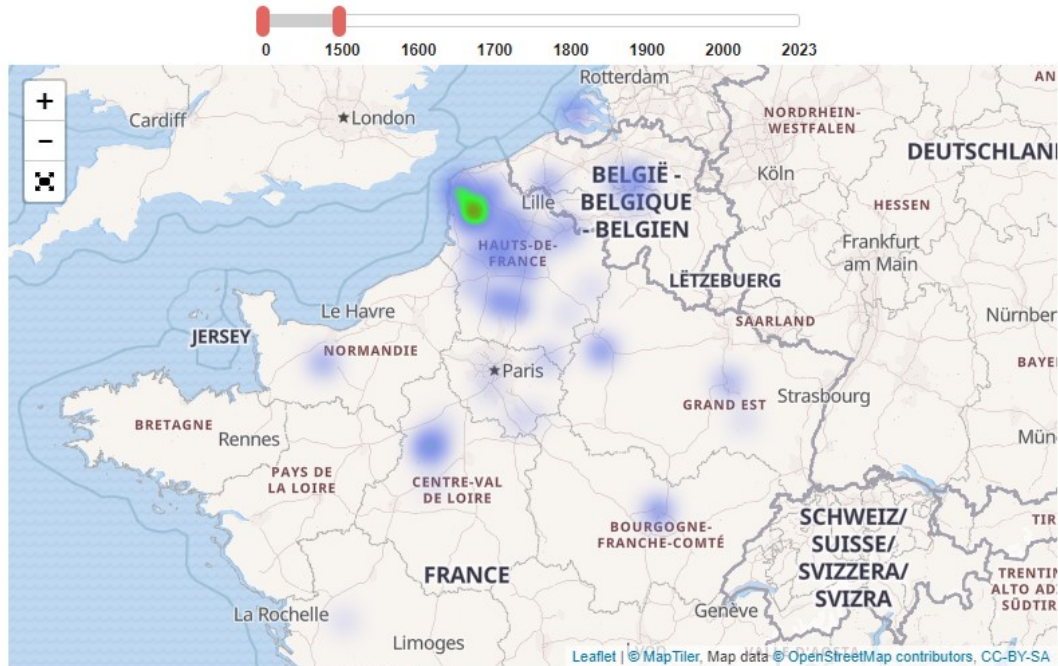 0 1500 1600 1700 1800 1900 2000 2023
+
−
Rotterdam
Cardiff
London
NORDRHEIN-
WESTFALEN
AN
DEUTSCHLAN
Köln
BELGIË -
BELGIQUE
- BELGIEN
Lille
HESSEN
HAUTS-DE-
FRANCE
Frankfurt
am Main
LËTZEBUERG
Le Havre
Nürnber
JERSEY
SAARLAND
NORMANDIE
BAYE
Paris
GRAND EST
Strasbourg
BRETAGNE
Rennes
Mün
PAYS DE
LA LOIRE
CENTRE-VAL
DE LOIRE
BOURGOGNE-
FRANCHE-COMTÉ
SCHWEIZ/
SUISSE/
SVIZZERA/
SVIZRA
TIR
FRANCE
TRENTIN
ALTO AD
SÜDTIR
La Rochelle
Genève
Limoges
Leaflet | © MapTiler, Map data © OpenStreetMap contributors, CC-BY-SA